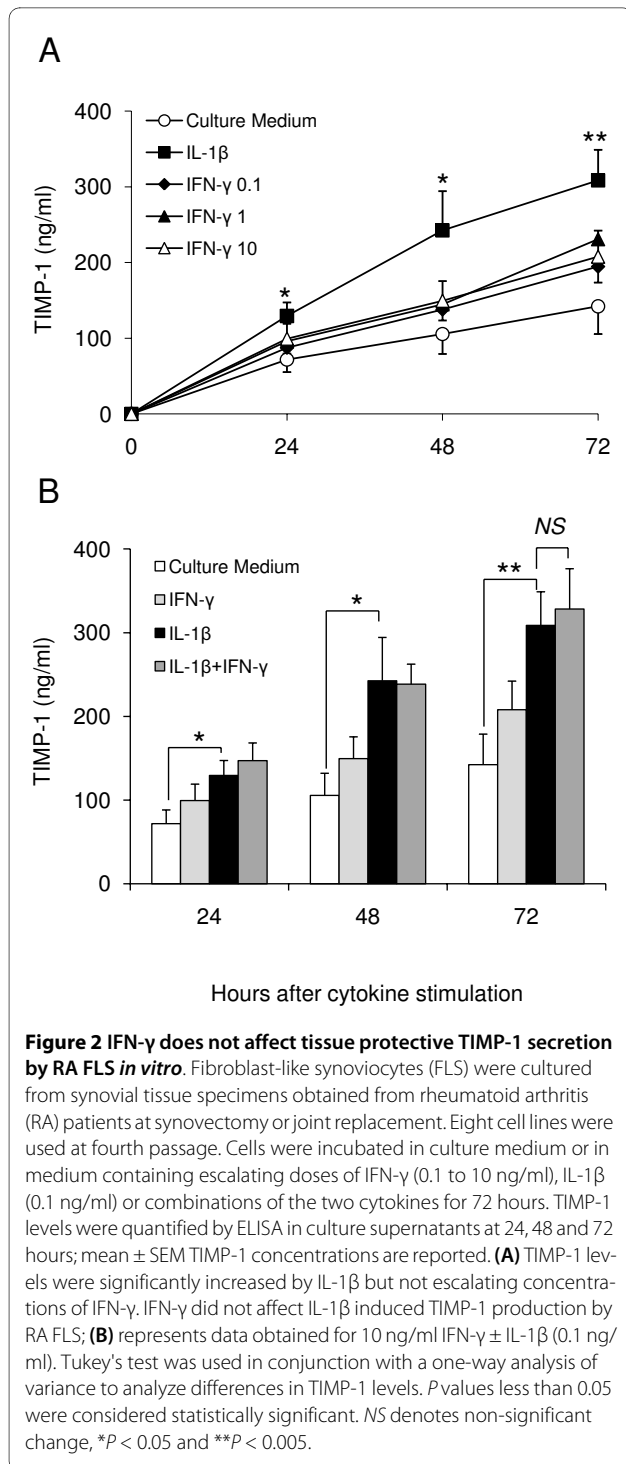 A
400
300
200
100
0
TIMP-1 (ng/ml)
Culture Medium
IL-1β
IFN-γ 0.1
IFN-γ 1
IFN-γ 10
*
*
**
0 24 48 72
B
400
300
200
100
0
TIMP-1 (ng/ml)
Culture Medium
IFN-γ
IL-1β
IL-1β+IFN-γ
*
*
**
NS
24 48 72
Hours after cytokine stimulation
Figure 2 IFN-γ does not affect tissue protective TIMP-1 secretion
by RA FLS in vitro. Fibroblast-like synoviocytes (FLS) were cultured
from synovial tissue specimens obtained from rheumatoid arthritis
(RA) patients at synovectomy or joint replacement. Eight cell lines were
used at fourth passage. Cells were incubated in culture medium or in
medium containing escalating doses of IFN-γ (0.1 to 10 ng/ml), IL-1β
(0.1 ng/ml) or combinations of the two cytokines for 72 hours. TIMP-1
levels were quantified by ELISA in culture supernatants at 24, 48 and 72
hours; mean ± SEM TIMP-1 concentrations are reported. (A) TIMP-1 lev-
els were significantly increased by IL-1β but not escalating concentra-
tions of IFN-γ. IFN-γ did not affect IL-1β induced TIMP-1 production by
RA FLS; (B) represents data obtained for 10 ng/ml IFN-γ ± IL-1β (0.1 ng/
ml). Tukey's test was used in conjunction with a one-way analysis of
variance to analyze differences in TIMP-1 levels. P values less than 0.05
were considered statistically significant. NS denotes non-significant
change, *P < 0.05 and **P < 0.005.